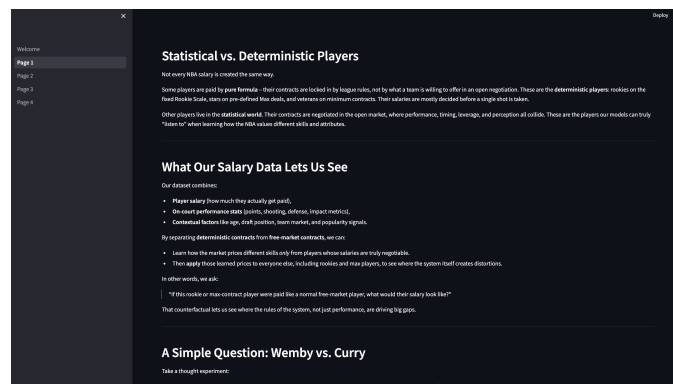 Deploy
Welcome
Page 1
Page 2
Page 3
Page 4
Statistical vs. Deterministic Players
Not every NBA salary is created the same way.
Some players are paid by pure formula – their contracts are locked in by league rules, not by what a team is willing to offer in an open negotiation. These are the deterministic players: rookies on the
fixed Rookie Scale, stars on pre-defined Max deals, and veterans on minimum contracts. Their salaries are mostly decided before a single shot is taken.
Other players live in the statistical world. Their contracts are negotiated in the open market, where performance, timing, leverage, and perception all collide. These are the players our models can truly
"listen to" when learning how the NBA values different skills and attributes.
What Our Salary Data Lets Us See
Our dataset combines:
• Player salary (how much they actually get paid),
• On-court performance stats (points, shooting, defense, impact metrics),
• Contextual factors like age, draft position, team market, and popularity signals.
By separating deterministic contracts from free-market contracts, we can:
• Learn how the market prices different skills only from players whose salaries are truly negotiable.
• Then apply those learned prices to everyone else, including rookies and max players, to see where the system itself creates distortions.
In other words, we ask:
"If this rookie or max-contract player were paid like a normal free-market player, what would their salary look like?"
That counterfactual lets us see where the rules of the system, not just performance, are driving big gaps.
A Simple Question: Wemby vs. Curry
Take a thought experiment: